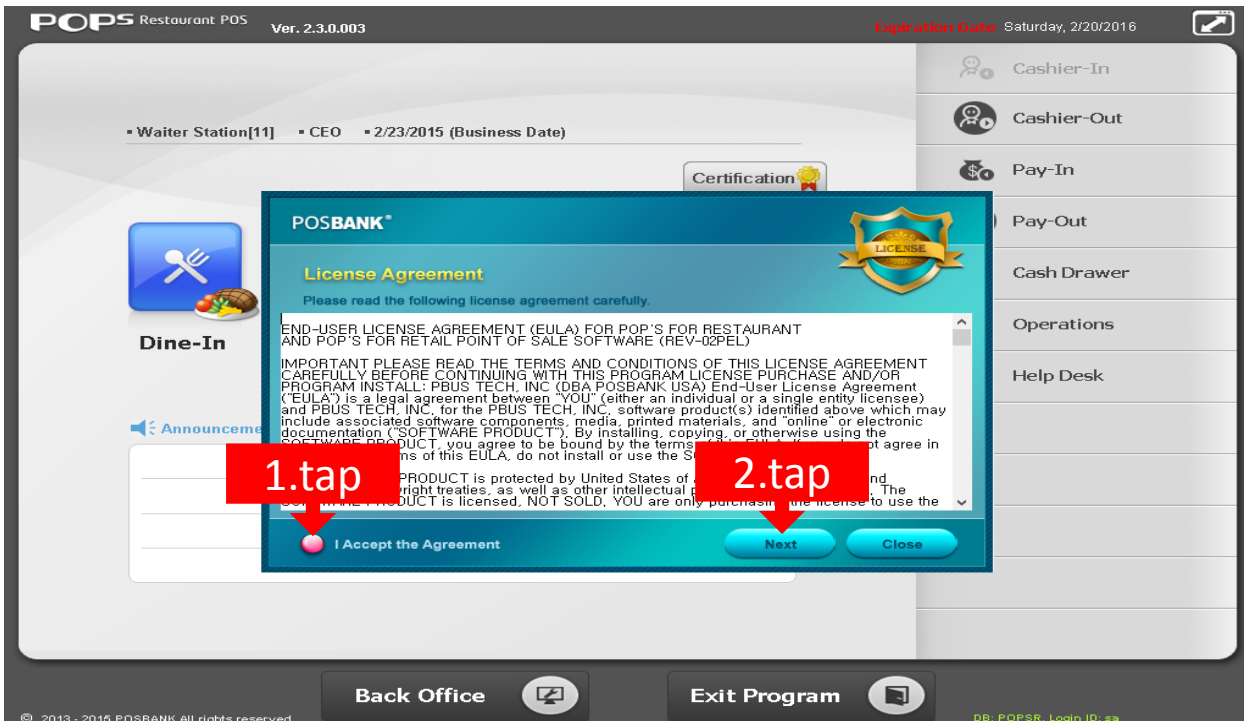 POPS Restaurant POS
Ver. 2.3.0.003
Expiration Date Saturday, 2/20/2016
Cashier-In
Cashier-Out
Pay-In
Pay-Out
Cash Drawer
Operations
Help Desk
▪ Waiter Station[11] ▪ CEO ▪ 2/23/2015 (Business Date)
Certification
Dine-In
Announceme
POSBANK®
LICENSE
License Agreement
Please read the following license agreement carefully.
END-USER LICENSE AGREEMENT (EULA) FOR POP'S FOR RESTAURANT
AND POP'S FOR RETAIL POINT OF SALE SOFTWARE (REV-02PEL)
IMPORTANT PLEASE READ THE TERMS AND CONDITIONS OF THIS LICENSE AGREEMENT
CAREFULLY BEFORE CONTINUING WITH THIS PROGRAM LICENSE PURCHASE AND/OR
PROGRAM INSTALL: PBUS TECH, INC (DBA POSBANK USA) End-User License Agreement
("EULA") is a legal agreement between "YOU" (either an individual or a single entity licensee)
and PBUS TECH, INC, for the PBUS TECH, INC, software product(s) identified above which may
include associated software components, media, printed materials, and "online" or electronic
documentation ("SOFTWARE PRODUCT"), By installing, copying, or otherwise using the
SOFTWARE PRODUCT, you agree to be bound by the terms agree in
ms of this EULA, do not install or use the
PRODUCT is protected by United States of
right treaties, as well as other intellectual The
PRODUCT is licensed, NOT SOLD, YOU are only purchasing the license to use the
1.tap
2.tap
I Accept the Agreement
Next
Close
Back Office
Exit Program
© 2013 - 2015 POSBANK All rights reserved
DB: POPSR, Login ID: sa